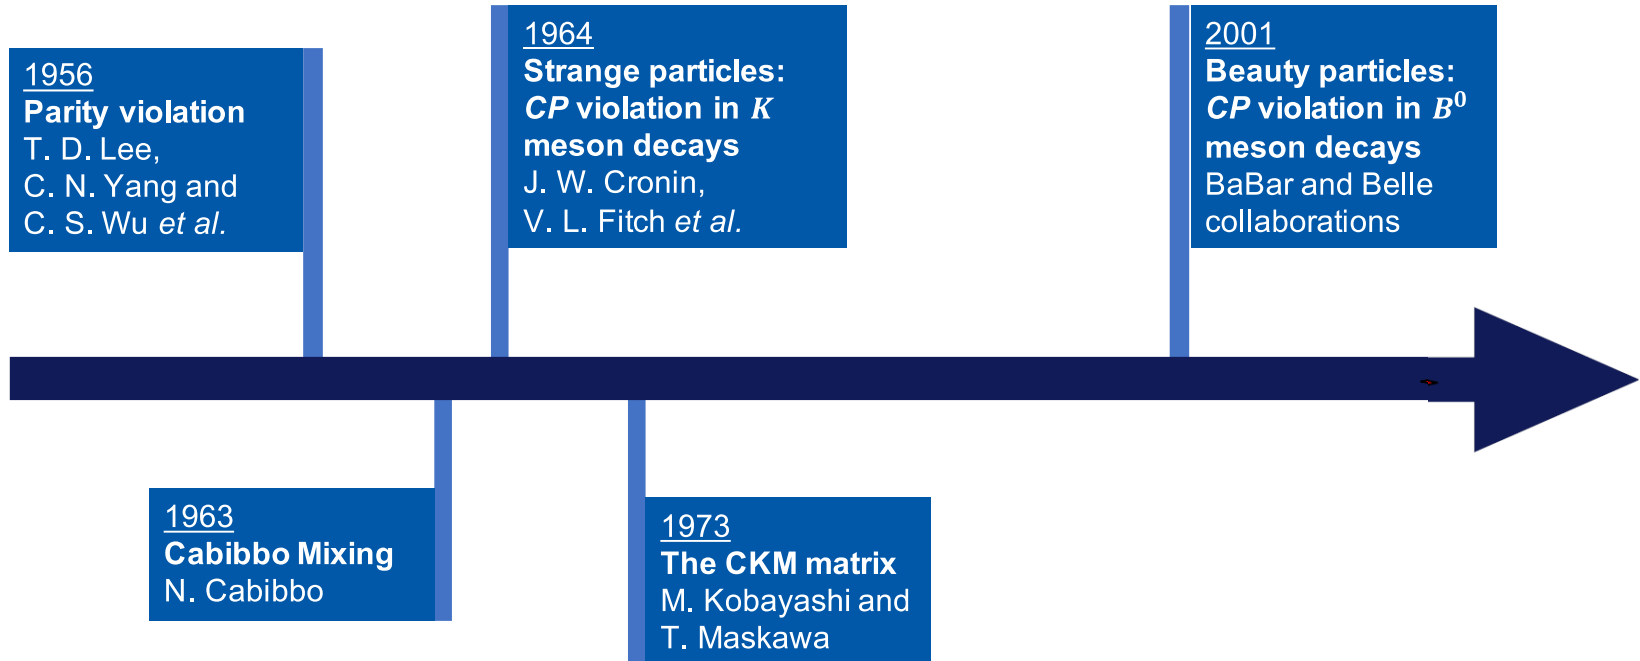 1956
Parity violation
T. D. Lee,
C. N. Yang and
C. S. Wu et al.
1964
Strange particles:
CP violation in K
meson decays
J. W. Cronin,
V. L. Fitch et al.
2001
Beauty particles:
CP violation in B⁰
meson decays
BaBar and Belle
collaborations
1963
Cabibbo Mixing
N. Cabibbo
1973
The CKM matrix
M. Kobayashi and
T. Maskawa